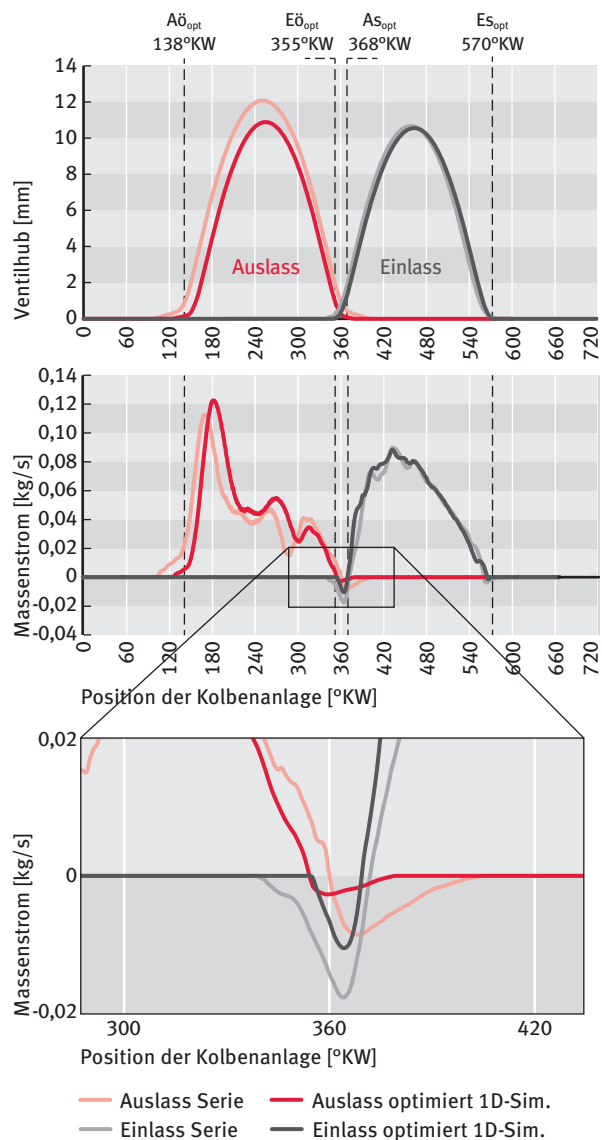 Aöopt Eöopt Asopt Esopt
138°KW 355°KW 368°KW 570°KW
14
12
10
8
6
4
2
0
Ventilhub [mm]
Auslass Einlass
0 60 120 180 240 300 360 420 480 540 600 660 720
0,14
0,12
0,10
0,08
0,06
0,04
0,02
0
-0,02
-0,04
Massenstrom [kg/s]
0 60 120 180 240 300 360 420 480 540 600 660 720
Position der Kolbenanlage [°KW]
0,02
0
-0,02
Massenstrom [kg/s]
300 360 420
Position der Kolbenanlage [°KW]
Auslass Serie Auslass optimiert 1D-Sim.
Einlass Serie Einlass optimiert 1D-Sim.